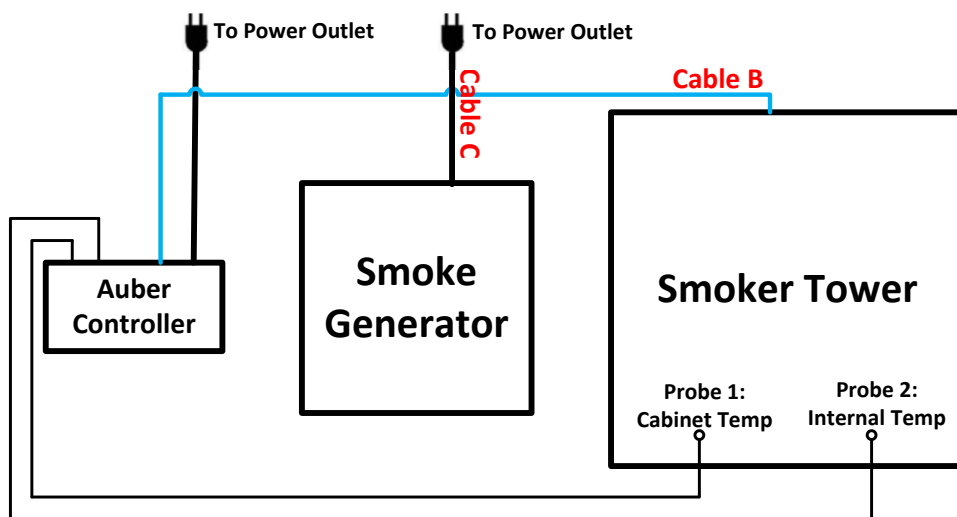 To Power Outlet
To Power Outlet
Cable B
Cable C
Auber
Controller
Smoke
Generator
Smoker Tower
Probe 1:
Cabinet Temp
Probe 2:
Internal Temp